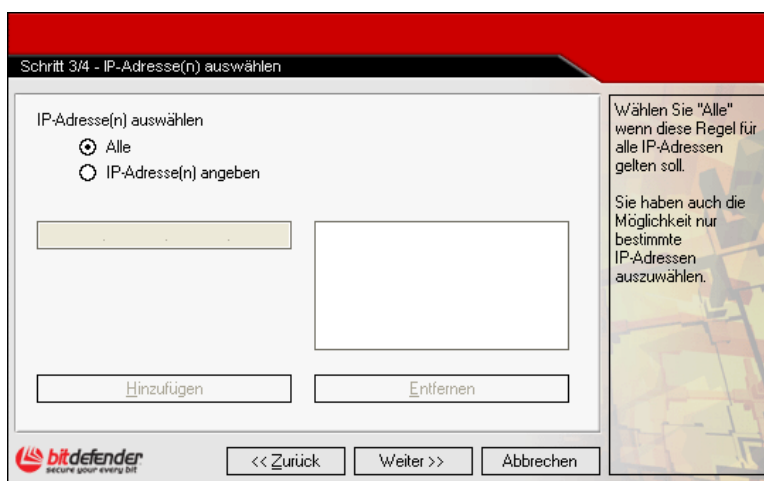 Schritt 3/4 - IP-Adresse(n) auswählen
IP-Adresse(n) auswählen
Alle
IP-Adresse(n) angeben
Hinzufügen
Entfernen
Wählen Sie "Alle"
wenn diese Regel für
alle IP-Adressen
gelten soll.
Sie haben auch die
Möglichkeit nur
bestimmte
IP-Adressen
auszuwählen.
bitdefender
secure your every bit
<< Zurück
Weiter >>
Abbrechen